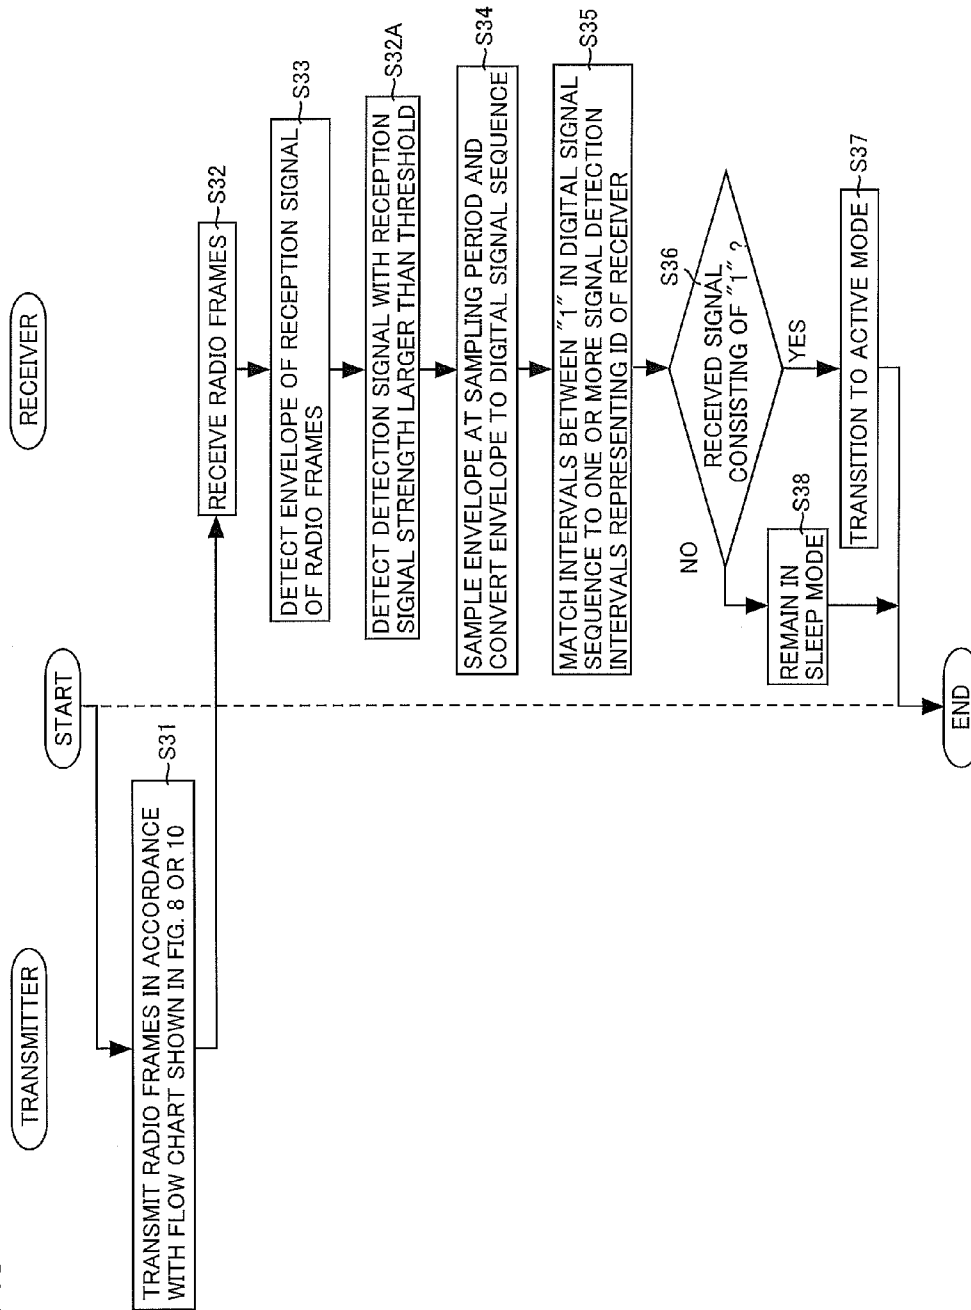 TRANSMITTER
RECEIVER
START
TRANSMIT RADIO FRAMES IN ACCORDANCE
WITH FLOW CHART SHOWN IN FIG. 8 OR 10
S31
RECEIVE RADIO FRAMES
S32
DETECT ENVELOPE OF RECEPTION SIGNAL
OF RADIO FRAMES
S33
DETECT DETECTION SIGNAL WITH RECEPTION
SIGNAL STRENGTH LARGER THAN THRESHOLD
S32A
SAMPLE ENVELOPE AT SAMPLING PERIOD AND
CONVERT ENVELOPE TO DIGITAL SIGNAL SEQUENCE
S34
MATCH INTERVALS BETWEEN "1" IN DIGITAL SIGNAL
SEQUENCE TO ONE OR MORE SIGNAL DETECTION
INTERVALS REPRESENTING ID OF RECEIVER
S35
S36
RECEIVED SIGNAL
CONSISTING OF "1" ?
NO
YES
REMAIN IN
SLEEP MODE
S38
TRANSITION TO ACTIVE MODE
S37
END